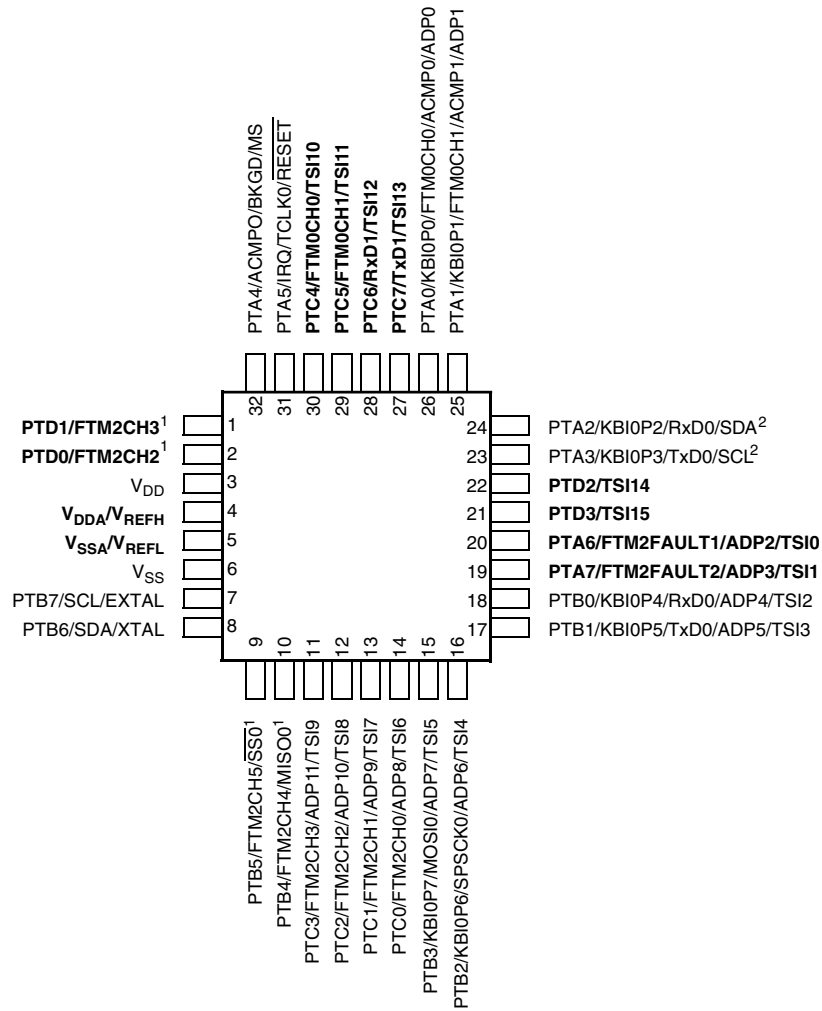 PTA4/ACMPO/BKGD/MS
PTA5/IRQ/TCLK0/RESET
PTC4/FTM0CH0/TSI10
PTC5/FTM0CH1/TSI11
PTC6/RxD1/TSI12
PTC7/TxD1/TSI13
PTA0/KBI0P0/FTM0CH0/ACMP0/ADP0
PTA1/KBI0P1/FTM0CH1/ACMP1/ADP1
32 31 30 29 28 27 26 25
PTD1/FTM2CH3¹ 1
PTD0/FTM2CH2¹ 2
VDD 3
VDDA/VREFH 4
VSSA/VREFL 5
VSS 6
PTB7/SCL/EXTAL 7
PTB6/SDA/XTAL 8
24 PTA2/KBI0P2/RxD0/SDA²
23 PTA3/KBI0P3/TxD0/SCL²
22 PTD2/TSI14
21 PTD3/TSI15
20 PTA6/FTM2FAULT1/ADP2/TSI0
19 PTA7/FTM2FAULT2/ADP3/TSI1
18 PTB0/KBI0P4/RxD0/ADP4/TSI2
17 PTB1/KBI0P5/TxD0/ADP5/TSI3
9 10 11 12 13 14 15 16
PTB5/FTM2CH5/SS0¹
PTB4/FTM2CH4/MISO0¹
PTC3/FTM2CH3/ADP11/TSI9
PTC2/FTM2CH2/ADP10/TSI8
PTC1/FTM2CH1/ADP9/TSI7
PTC0/FTM2CH0/ADP8/TSI6
PTB3/KBI0P7/MOSI0/ADP7/TSI5
PTB2/KBI0P6/SPSCK0/ADP6/TSI4